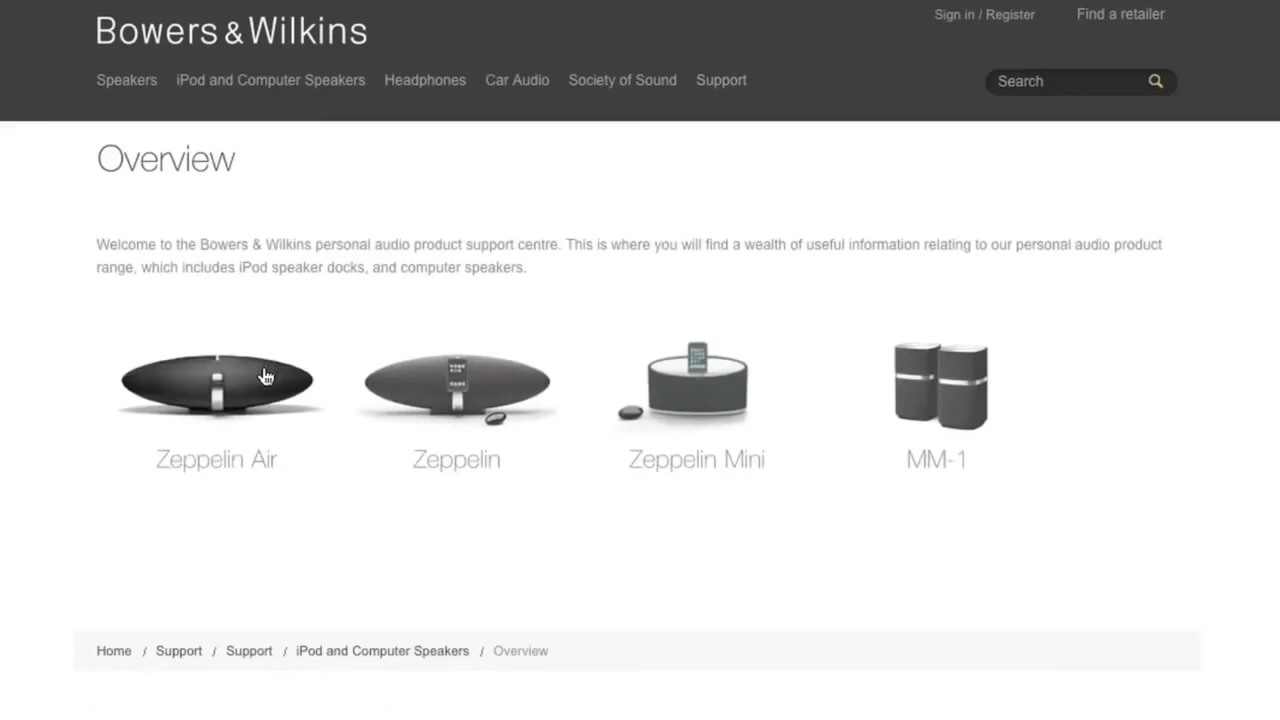 Bowers & Wilkins
Sign in / Register
Find a retailer
Speakers iPod and Computer Speakers Headphones Car Audio Society of Sound Support
Search
Overview
Welcome to the Bowers & Wilkins personal audio product support centre. This is where you will find a wealth of useful information relating to our personal audio product
range, which includes iPod speaker docks, and computer speakers.
Zeppelin Air
Zeppelin
Zeppelin Mini
MM-1
Home / Support / Support / iPod and Computer Speakers / Overview